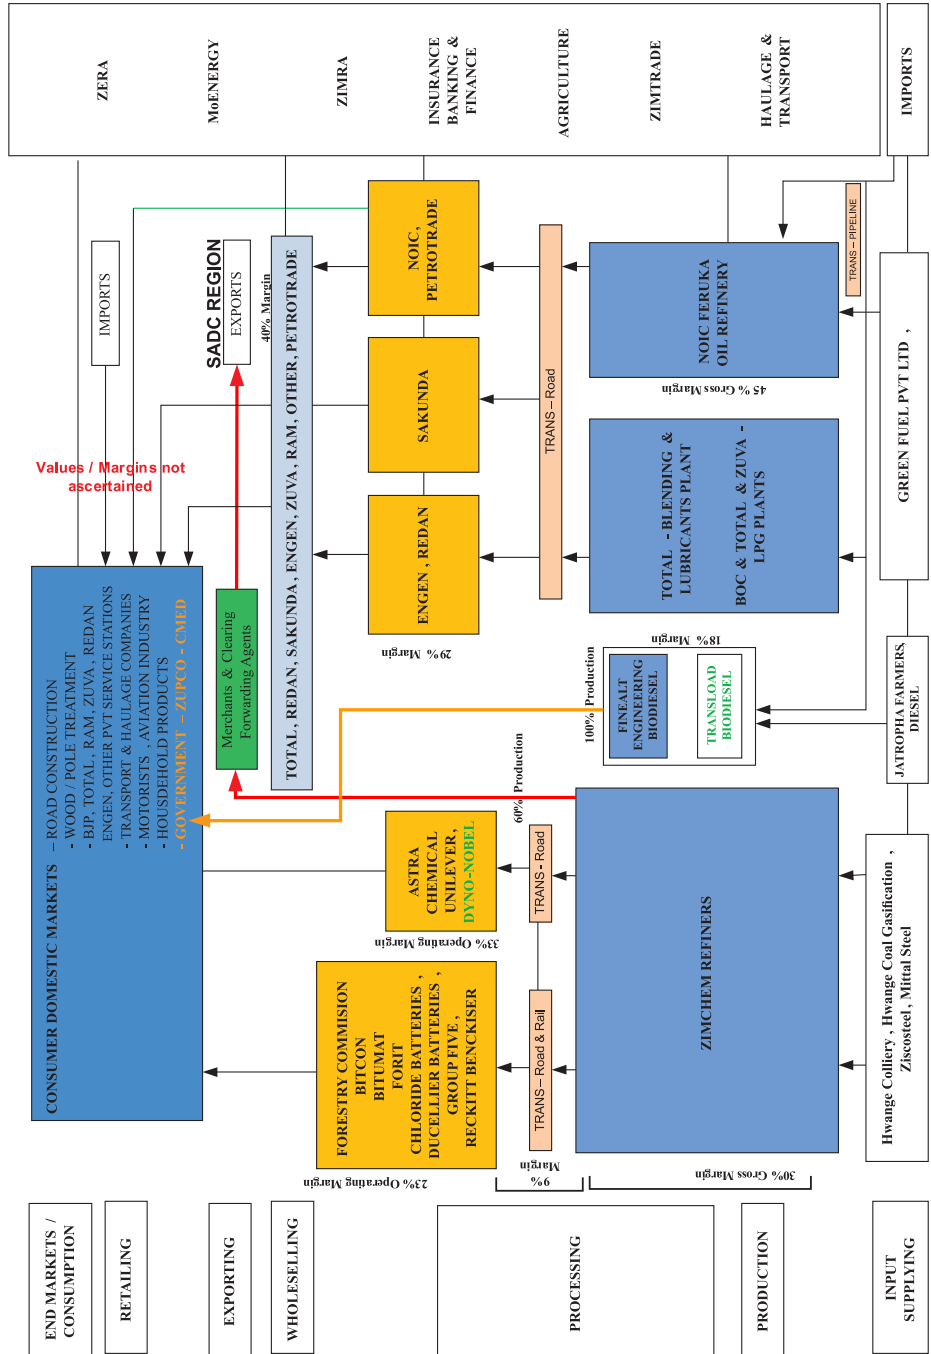 END MARKETS /
CONSUMPTION
RETAILING
EXPORTING
WHOLESELLING
PROCESSING
PRODUCTION
INPUT
SUPPLYING
CONSUMER DOMESTIC MARKETS – ROAD CONSTRUCTION
- WOOD / POLE TREATMENT
- BJP, TOTAL, RAM, ZUVA, REDAN
ENGEN, OTHER PVT SERVICE STATIONS
- TRANSPORT & HAULAGE COMPANIES
- MOTORISTS, AVIATION INDUSTRY
- HOUSDEHOLD PRODUCTS
- GOVERNMENT – ZUPCO - CMED
Values / Margins not
ascertained
IMPORTS
Merchants & Clearing
Forwarding Agents
SADC REGION
EXPORTS
40% Margin
TOTAL, REDAN, SAKUNDA, ENGEN, ZUVA, RAM, OTHER, PETROTRADE
23% Operating Margin
FORESTRY COMMISION
BITCON
BITUMAT
FORIT
CHLORIDE BATTERIES ,
DUCELLIER BATTERIES ,
GROUP FIVE ,
RECKITT BENCKISER
33% Operating Margin
ASTRA
CHEMICAL
UNILEVER,
DYNO-NOBEL
29% Margin
ENGEN , REDAN
SAKUNDA
NOIC,
PETROTRADE
9%
Margin
TRANS – Road & Rail
TRANS - Road
TRANS – Road
60% Production
100% Production
30% Gross Margin
ZIMCHEM REFINERS
FINEALT
ENGINEERING
BIODIESEL
TRANSLOAD
BIODIESEL
18% Margin
TOTAL - BLENDING &
LUBRICANTS PLANT
BOC & TOTAL & ZUVA -
LPG PLANTS
45 % Gross Margin
NOIC FERUKA
OIL REFINERY
TRANS – PIPELINE
Hwange Colliery , Hwange Coal Gasification ,
Ziscosteel, Mittal Steel
JATROPHA FARMERS,
DIESEL
GREEN FUEL PVT LTD ,
IMPORTS
ZERA
MoENERGY
ZIMRA
INSURANCE
BANKING &
FINANCE
AGRICULTURE
ZIMTRADE
HAULAGE &
TRANSPORT